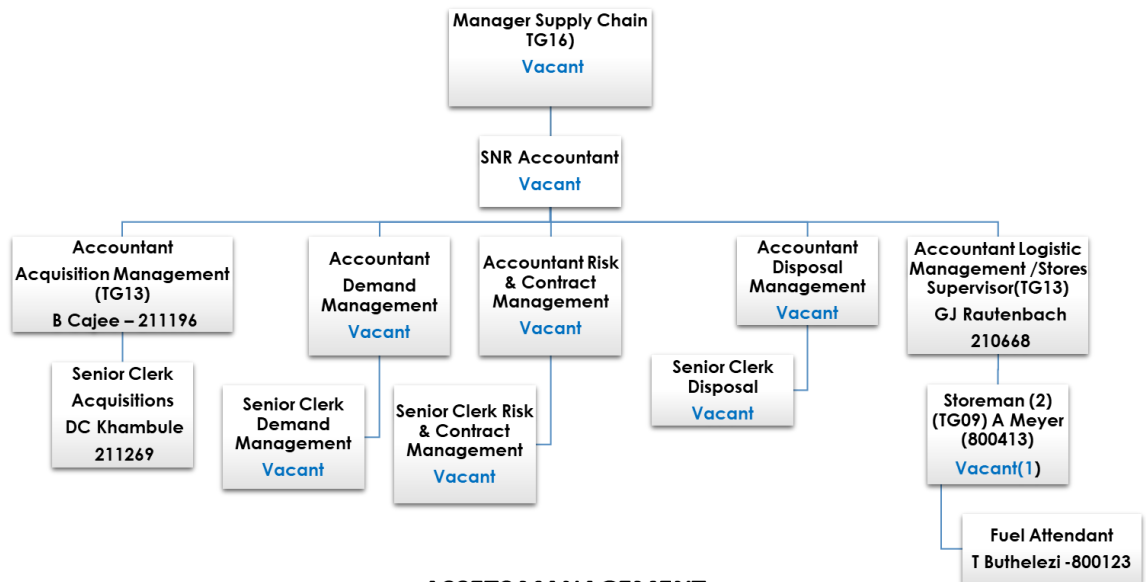 Manager Supply Chain
TG16)
Vacant
SNR Accountant
Vacant
Accountant
Acquisition Management
(TG13)
B Cajee – 211196
Accountant
Demand
Management
Vacant
Accountant Risk
& Contract
Management
Vacant
Accountant
Disposal
Management
Vacant
Accountant Logistic
Management /Stores
Supervisor(TG13)
GJ Rautenbach
210668
Senior Clerk
Acquisitions
DC Khambule
211269
Senior Clerk
Demand
Management
Vacant
Senior Clerk Risk
& Contract
Management
Vacant
Senior Clerk
Disposal
Vacant
Storeman (2)
(TG09) A Meyer
(800413)
Vacant(1)
Fuel Attendant
T Buthelezi -800123
ASSETS MANAGEMENT